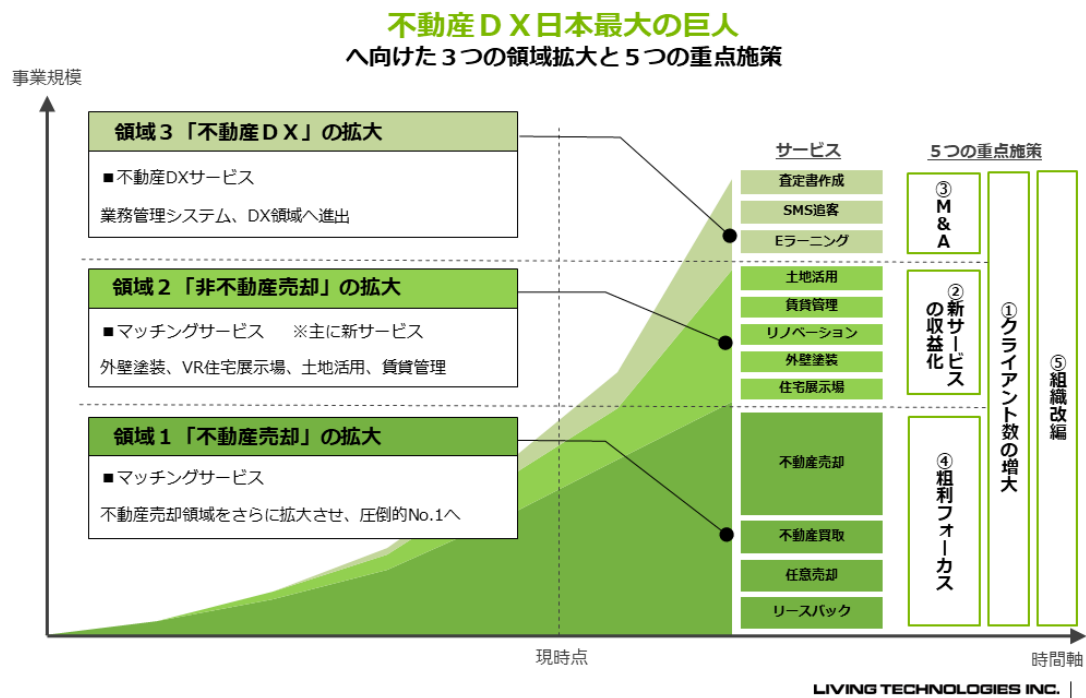 不動産ＤＸ日本最大の巨人
へ向けた３つの領域拡大と５つの重点施策
事業規模
領域３「不動産ＤＸ」の拡大
■不動産DXサービス
業務管理システム、DX領域へ進出
領域２「非不動産売却」の拡大
■マッチングサービス　※主に新サービス
外壁塗装、VR住宅展示場、土地活用、賃貸管理
領域１「不動産売却」の拡大
■マッチングサービス
不動産売却領域をさらに拡大させ、圧倒的No.1へ
サービス
査定書作成
SMS追客
Eラーニング
土地活用
賃貸管理
リノベーション
外壁塗装
住宅展示場
不動産売却
不動産買取
任意売却
リースバック
５つの重点施策
③M&A
②新サービス
の収益化
④粗利フォーカス
①クライアント数の増大
⑤組織改編
現時点
時間軸
LIVING TECHNOLOGIES INC.